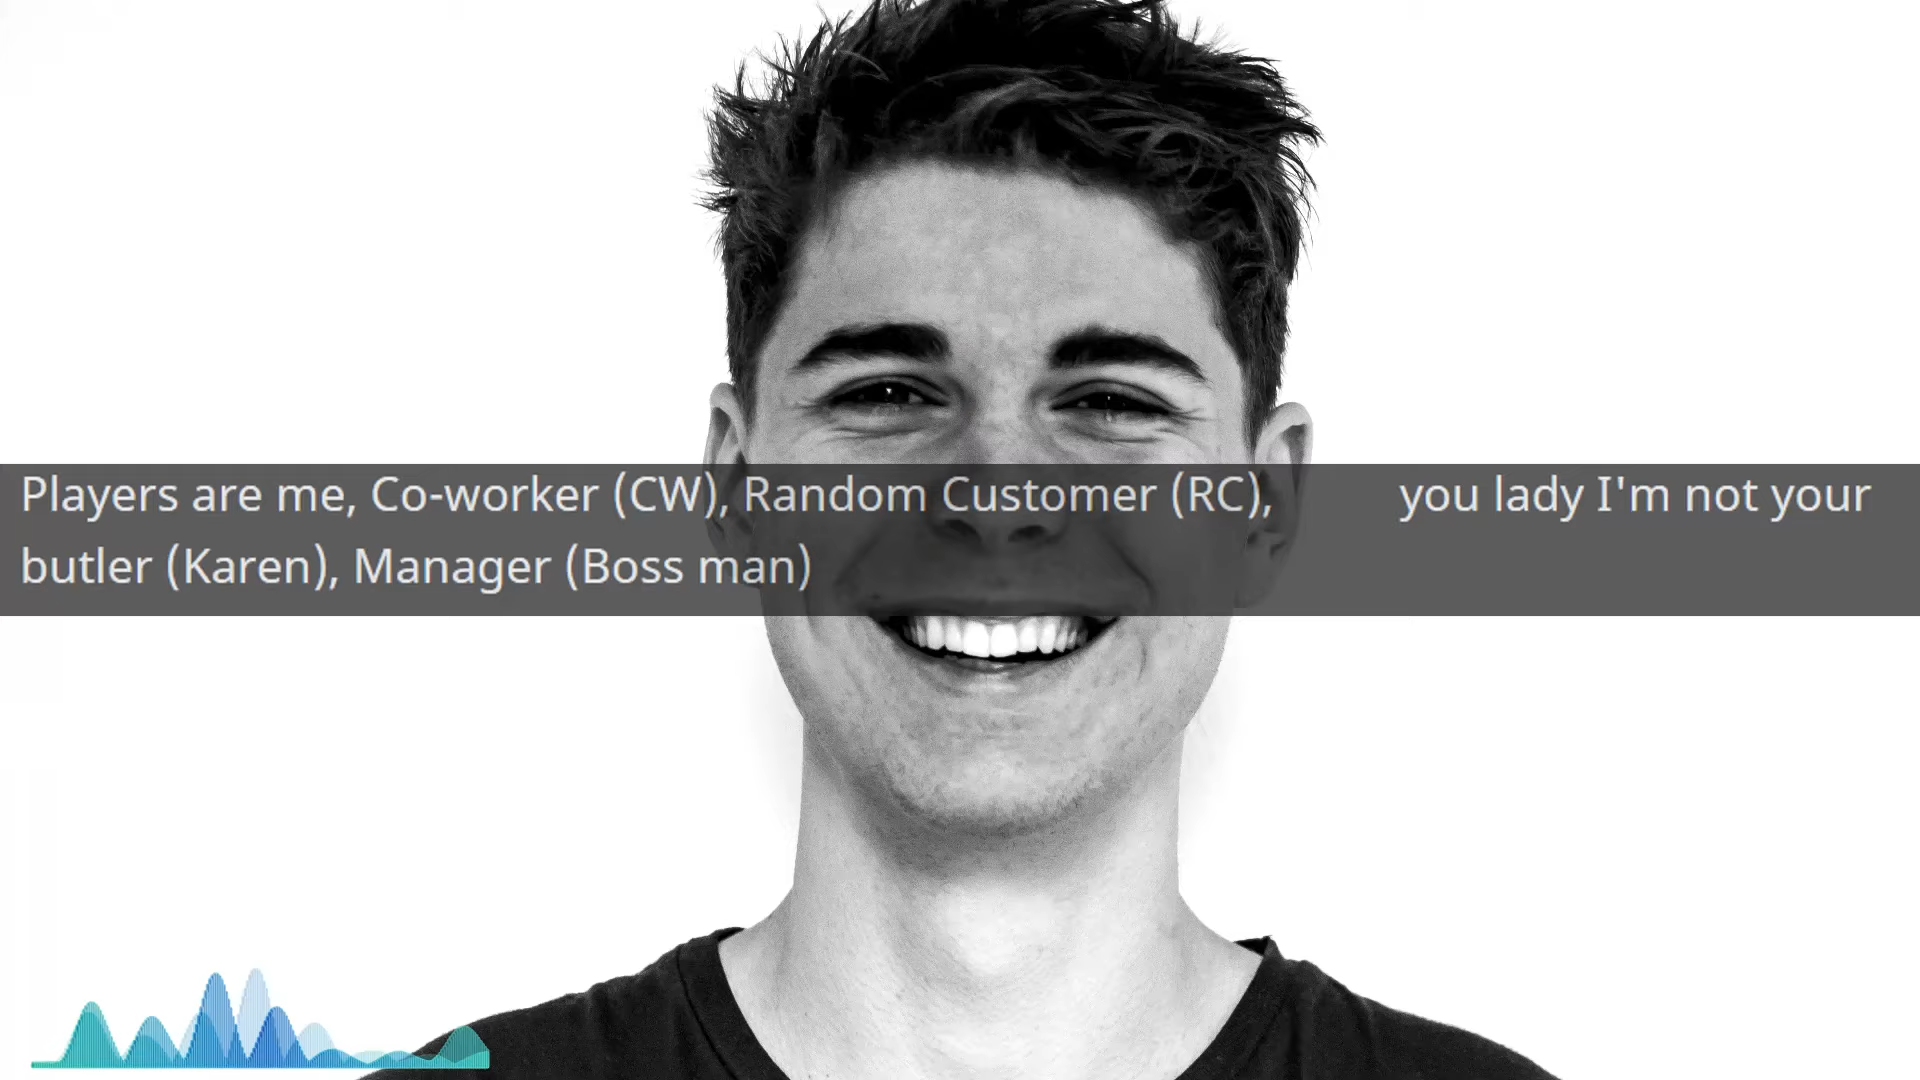 Players are me, Co-worker (CW), Random Customer (RC), you lady I'm not your
butler (Karen), Manager (Boss man)